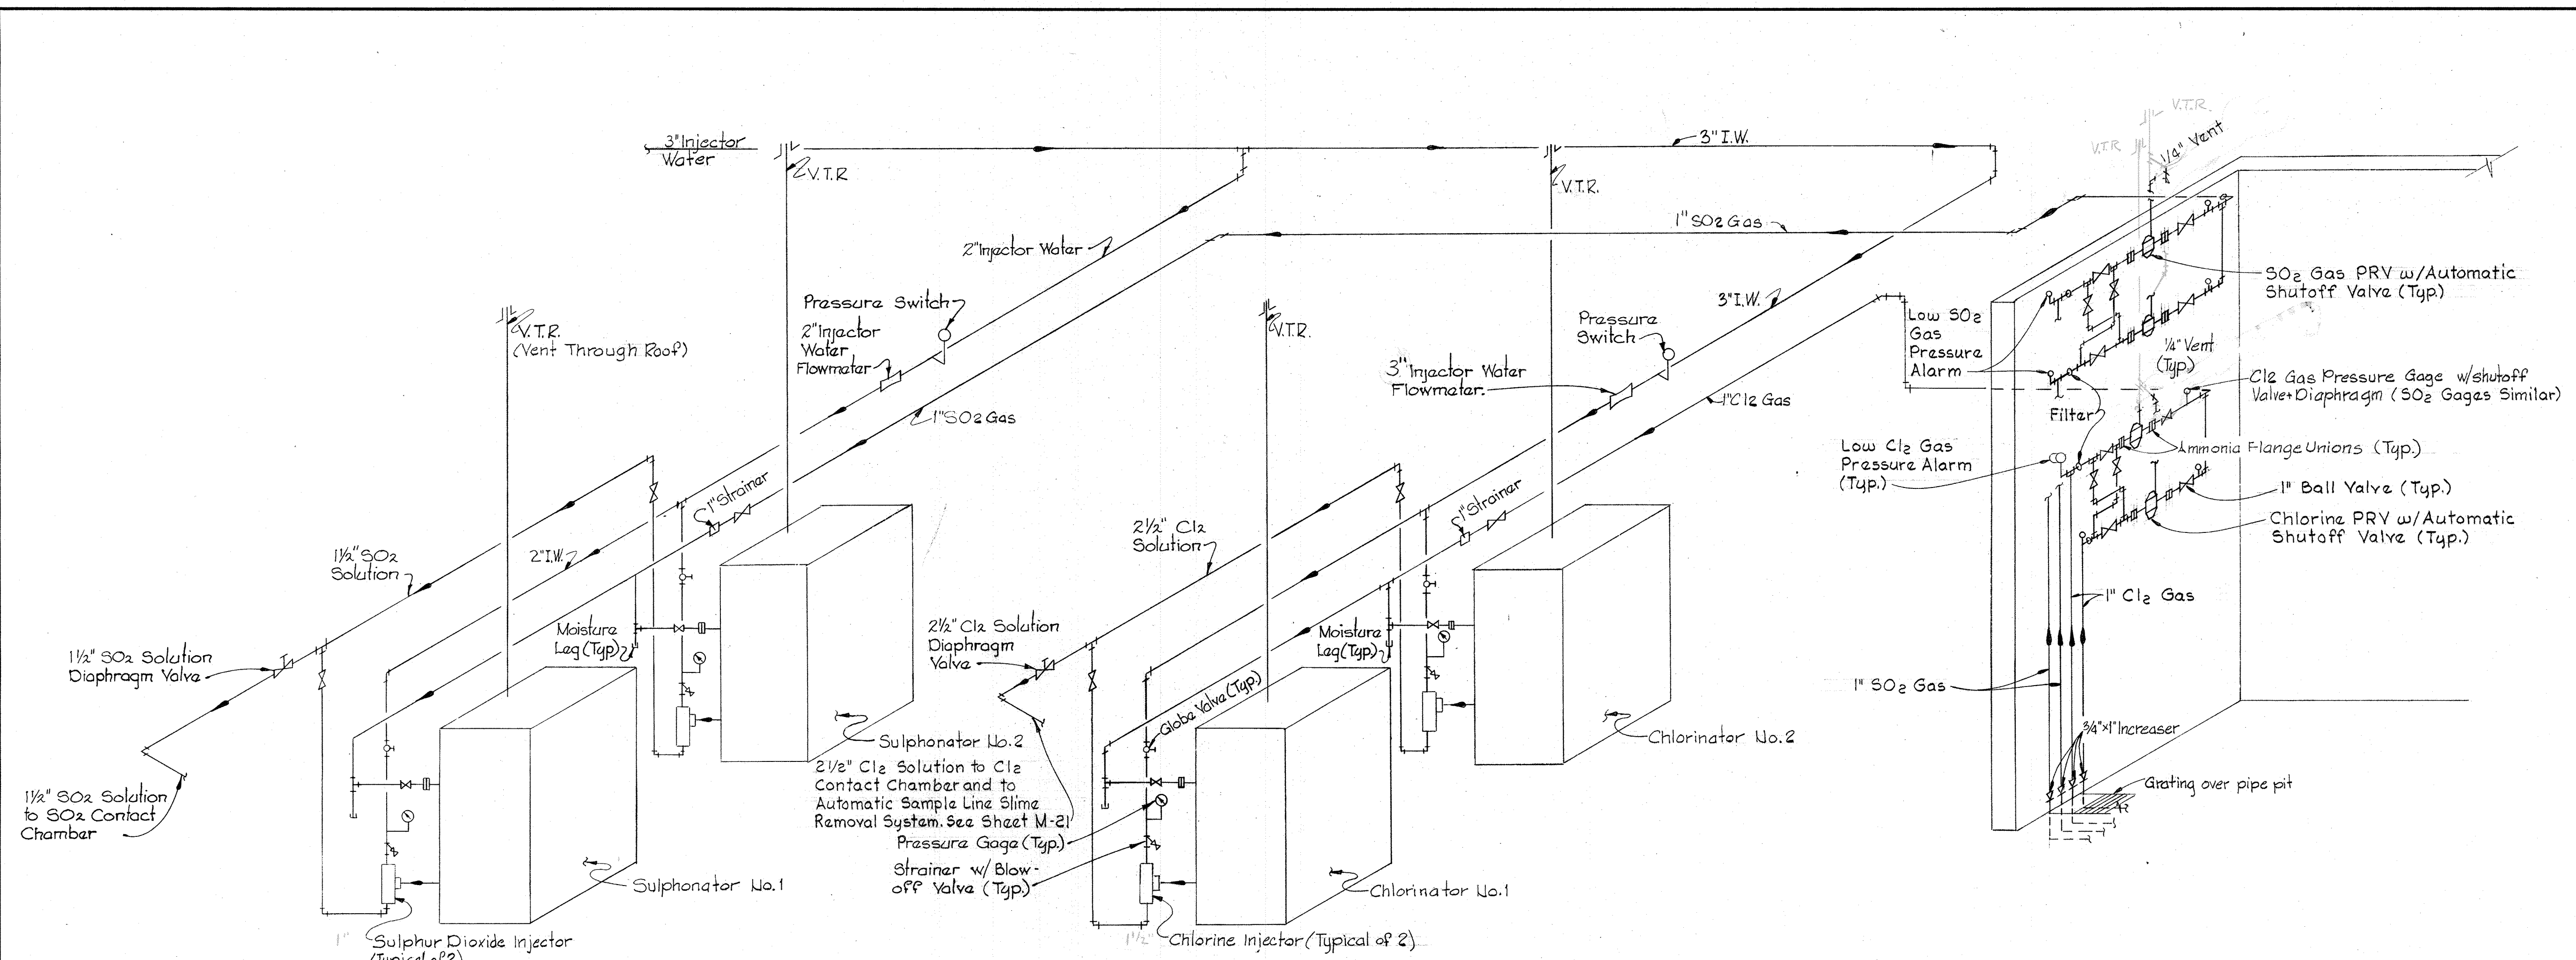 V.T.R.
V.T.R.
1/4" Vent
3" Injector
Water
3" I.W.
V.T.R
V.T.R.
1" SO2 Gas
2" Injector Water
SO2 Gas PRV w/Automatic
Shutoff Valve (Typ.)
Pressure Switch
3" I.W.
Low SO2
Gas
Pressure
Alarm
Pressure
Switch
V.T.R.
(Vent Through Roof)
2" Injector
Water
Flowmeter
V.T.R.
1/4" Vent
(Typ.)
3" Injector Water
Flowmeter.
Cl2 Gas Pressure Gage w/shutoff
Valve+Diaphragm (SO2 Gages Similar)
1" SO2 Gas
1" Cl2 Gas
Filter
Low Cl2 Gas
Pressure Alarm
(Typ.)
Ammonia Flange Unions (Typ.)
1" Strainer
1" Strainer
1" Ball Valve (Typ.)
Chlorine PRV w/Automatic
Shutoff Valve (Typ.)
2 1/2" Cl2
Solution
1 1/2" SO2
Solution
2" I.W.
1" Cl2 Gas
Moisture
Leg (Typ)
2 1/2" Cl2 Solution
Diaphragm
Valve
Moisture
Leg (Typ.)
1 1/2" SO2 Solution
Diaphragm Valve
1" SO2 Gas
Globe Valve (Typ.)
3/4"x1" Increaser
Sulphonator No.2
Chlorinator No.2
2 1/2" Cl2 Solution to Cl2
Contact Chamber and to
Automatic Sample Line Slime
Removal System. See Sheet M-21
Grating over pipe pit
1 1/2" SO2 Solution
to SO2 Contact
Chamber
Pressure Gage (Typ.)
Strainer w/ Blow-
off Valve (Typ.)
Sulphonator No.1
Chlorinator No.1
1"
Sulphur Dioxide Injector
(Typical of 2)
1 1/2"
Chlorine Injector (Typical of 2)